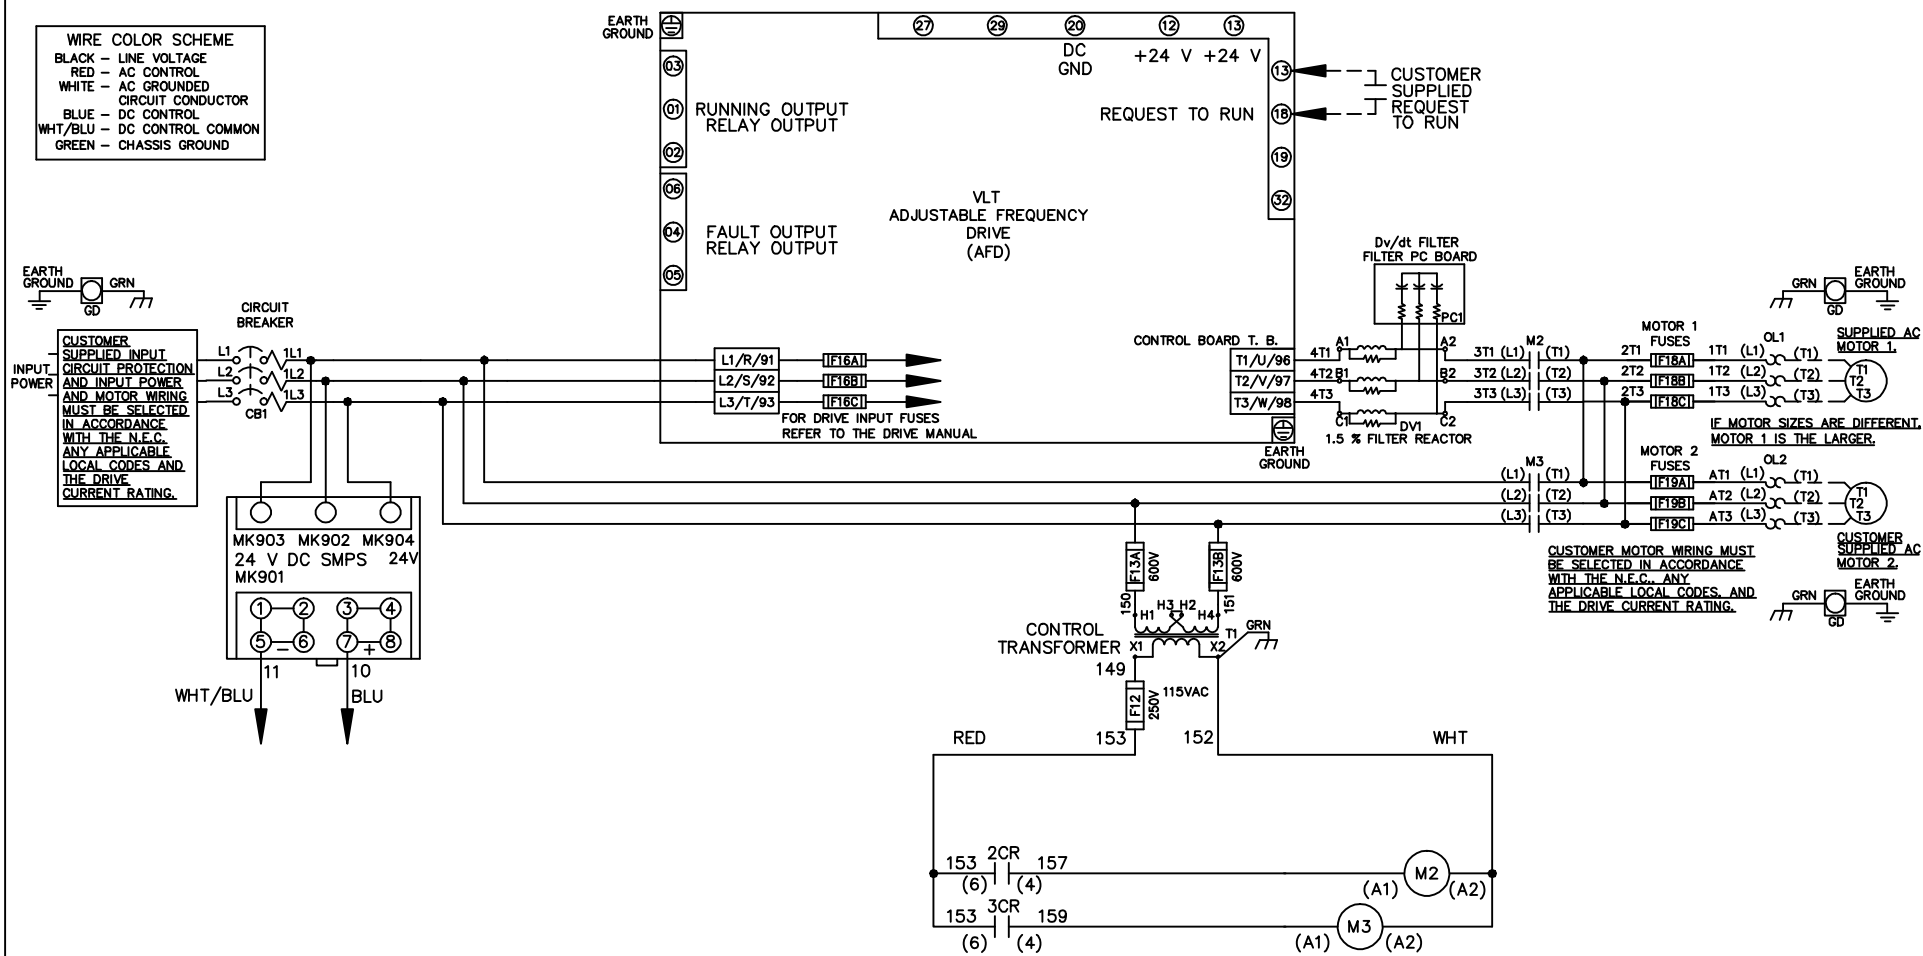 WIRE COLOR SCHEME
BLACK – LINE VOLTAGE
RED – AC CONTROL
WHITE – AC GROUNDED
CIRCUIT CONDUCTOR
BLUE – DC CONTROL
WHT/BLU – DC CONTROL COMMON
GREEN – CHASSIS GROUND
EARTH
GROUND
27 29 20 12 13
DC
GND
+24 V +24 V
03
01
02
RUNNING OUTPUT
RELAY OUTPUT
06
04
05
FAULT OUTPUT
RELAY OUTPUT
13
18
19
32
REQUEST TO RUN
CUSTOMER
SUPPLIED
REQUEST
TO RUN
VLT
ADJUSTABLE FREQUENCY
DRIVE
(AFD)
EARTH
GROUND
GRN
GD
CIRCUIT
BREAKER
INPUT
POWER
CUSTOMER
SUPPLIED INPUT
CIRCUIT PROTECTION
AND INPUT POWER
AND MOTOR WIRING
MUST BE SELECTED
IN ACCORDANCE
WITH THE N.E.C.
ANY APPLICABLE
LOCAL CODES AND
THE DRIVE
CURRENT RATING.
L1 1L1
L2 1L2
L3 1L3
CB1
L1/R/91 F16A
L2/S/92 F16B
L3/T/93 F16C
FOR DRIVE INPUT FUSES
REFER TO THE DRIVE MANUAL
CONTROL BOARD T. B.
T1/U/96
T2/V/97
T3/W/98
EARTH
GROUND
Dv/dt FILTER
FILTER PC BOARD
PC1
4T1 A1 A2
4T2 B1 B2
4T3 C1 C2
DV1
1.5 % FILTER REACTOR
M2
3T1 (L1) (T1)
3T2 (L2) (T2)
3T3 (L3) (T3)
MOTOR 1
FUSES
2T1 F18A 1T1 (L1) (T1)
2T2 F18B 1T2 (L2) (T2)
2T3 F18C 1T3 (L3) (T3)
OL1
GRN
GD
EARTH
GROUND
SUPPLIED AC
MOTOR 1.
T1
T2
T3
IF MOTOR SIZES ARE DIFFERENT,
MOTOR 1 IS THE LARGER.
M3
(L1) (T1)
(L2) (T2)
(L3) (T3)
MOTOR 2
FUSES
F19A AT1 (L1) (T1)
F19B AT2 (L2) (T2)
F19C AT3 (L3) (T3)
OL2
T1
T2
T3
CUSTOMER
SUPPLIED AC
MOTOR 2.
CUSTOMER MOTOR WIRING MUST
BE SELECTED IN ACCORDANCE
WITH THE N.E.C., ANY
APPLICABLE LOCAL CODES, AND
THE DRIVE CURRENT RATING.
GRN
GD
EARTH
GROUND
MK903 MK902 MK904
24 V DC SMPS 24V
MK901
1 2 3 4
5 – 6 7 + 8
11 10
WHT/BLU BLU
F13A 600V
F13B 600V
150 151
H1 H3 H2 H4
CONTROL
TRANSFORMER
X1 X2 T1 GRN
149
F12 250V
115VAC
153 152
RED WHT
153 2CR 157
(6) (4)
(A1) M2 (A2)
153 3CR 159
(6) (4)
(A1) M3 (A2)